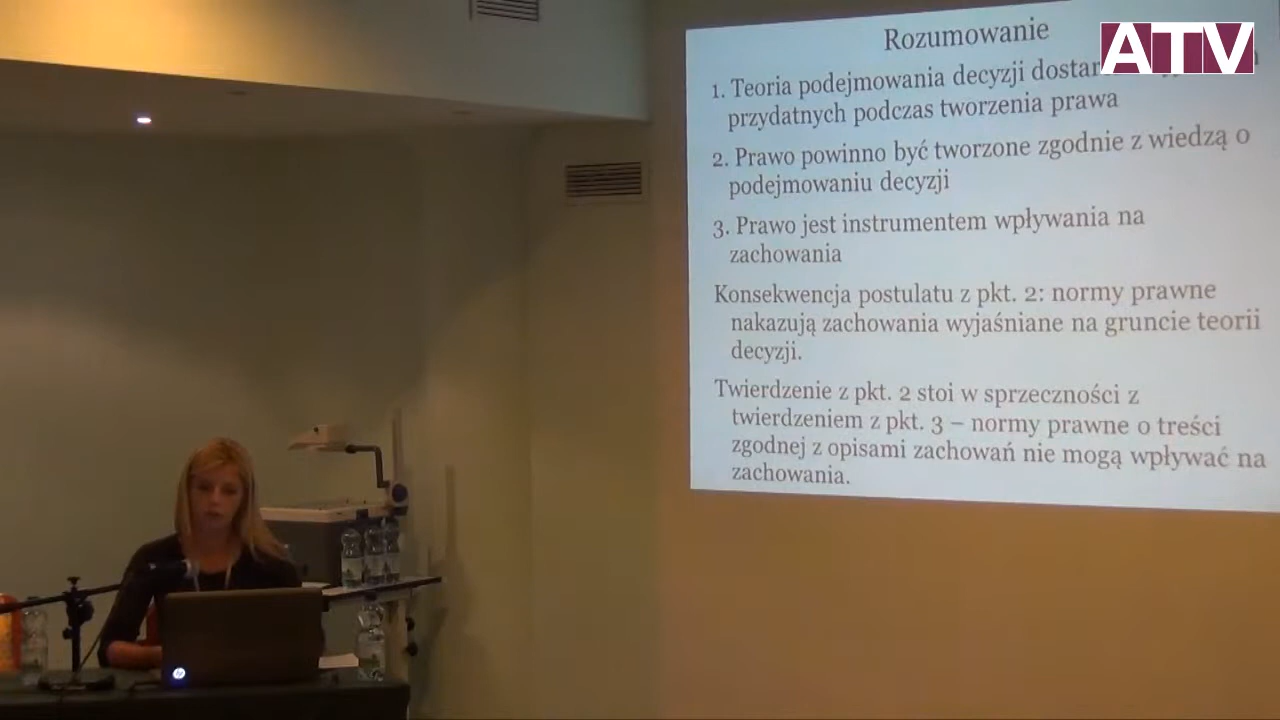 ATV
Rozumowanie
1. Teoria podejmowania decyzji
przydatnych podczas tworzenia prawa
2. Prawo powinno być tworzone zgodnie z wiedzą o
podejmowaniu decyzji
3. Prawo jest instrumentem wpływania na
zachowania
Konsekwencja postulatu z pkt. 2: normy prawne
nakazują zachowania wyjaśniane na gruncie teorii
decyzji.
Twierdzenie z pkt. 2 stoi w sprzeczności z
twierdzeniem z pkt. 3 – normy prawne o treści
zgodnej z opisami zachowań nie mogą wpływać na
zachowania.
hp